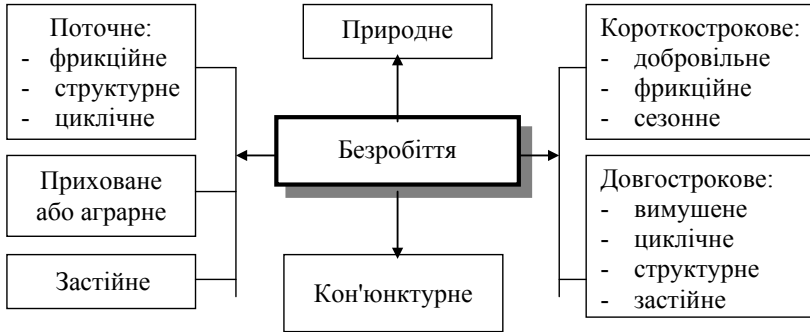 Поточне:
- фрикційне
- структурне
- циклічне
Приховане
або аграрне
Застійне
Природне
Безробіття
Кон'юнктурне
Короткострокове:
- добровільне
- фрикційне
- сезонне
Довгострокове:
- вимушене
- циклічне
- структурне
- застійне